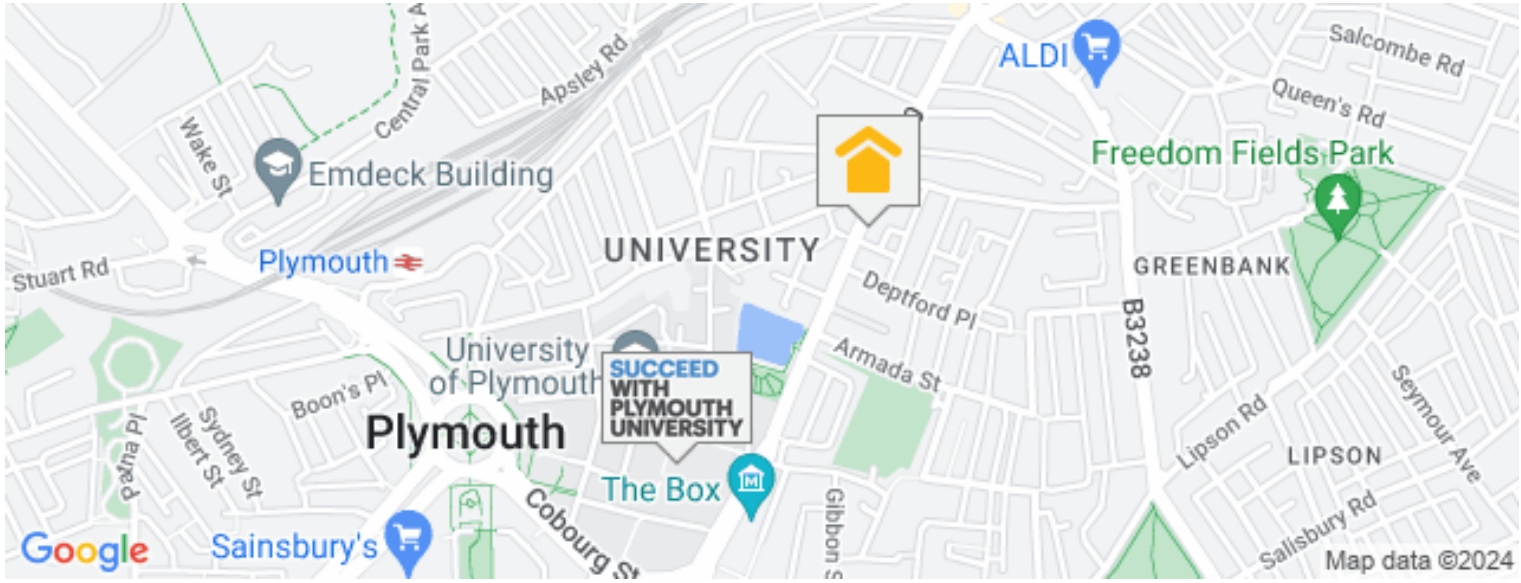 Salcombe Rd
ALDI
Apsley Rd
Central Park A
Queen's Rd
Wake St
Freedom Fields Park
Emdeck Building
UNIVERSITY
Plymouth
Stuart Rd
GREENBANK
Deptford Pl
B3238
University
of Plymouth
SUCCEED
WITH
PLYMOUTH
UNIVERSITY
Armada St
Boon's Pl
Seymour Ave
Plymouth
Sydney St
Ilbert St
Lipson Rd
LIPSON
The Box
M
Gibbon S
Cobourg St
Salisbury Rd
Google
Sainsbury's
Map data ©2024